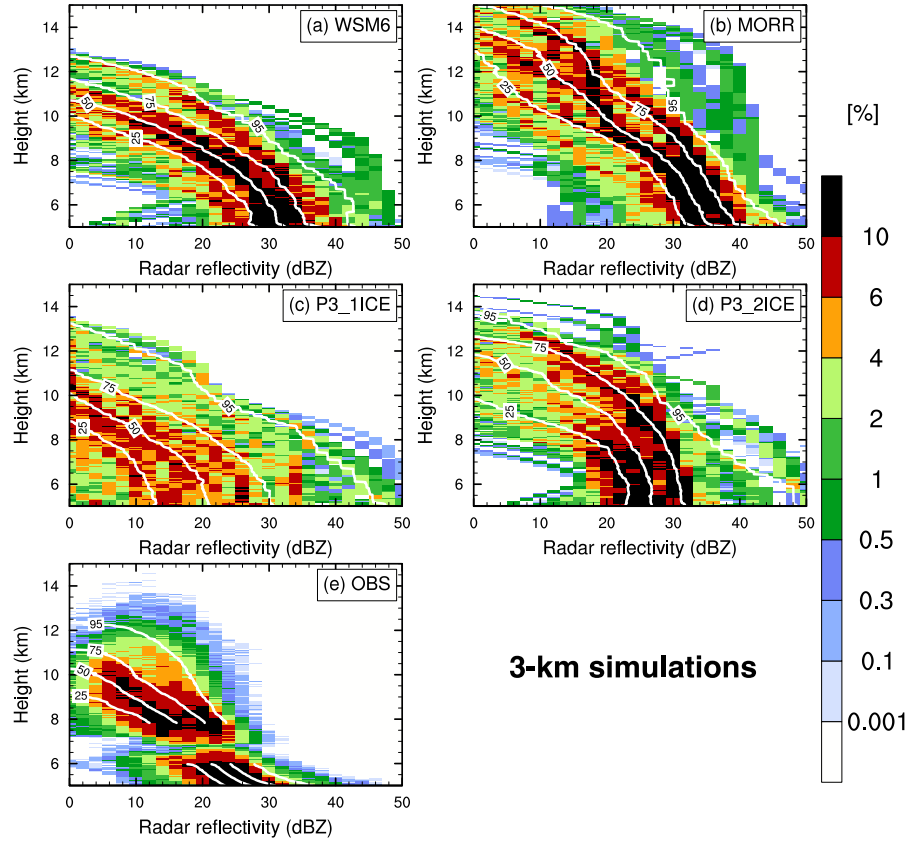 (a) WSM6
Height (km)
14
12
10
8
6
25
50
75
95
0 10 20 30 40 50
Radar reflectivity (dBZ)
(b) MORR
Height (km)
14
12
10
8
6
25
50
75
95
0 10 20 30 40 50
Radar reflectivity (dBZ)
(c) P3_1ICE
Height (km)
14
12
10
8
6
25
50
75
95
0 10 20 30 40 50
Radar reflectivity (dBZ)
(d) P3_2ICE
Height (km)
14
12
10
8
6
95
75
50
25
0 10 20 30 40 50
Radar reflectivity (dBZ)
(e) OBS
Height (km)
14
12
10
8
6
95
75
50
25
0 10 20 30 40 50
Radar reflectivity (dBZ)
3-km simulations
[%]
10
6
4
2
1
0.5
0.3
0.1
0.001